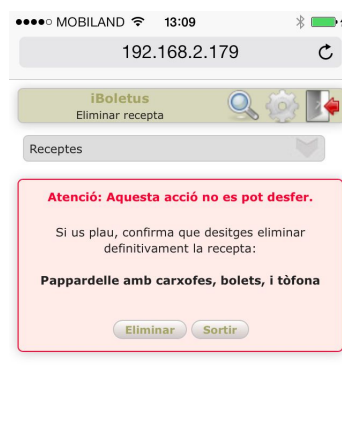 MOBILAND 13:09
192.168.2.179
iBoletus
Eliminar recepta
Receptes
Atenció: Aquesta acció no es pot desfer.
Si us plau, confirma que desitges eliminar
definitivament la recepta:
Pappardelle amb carxofes, bolets, i tòfona
Eliminar Sortir